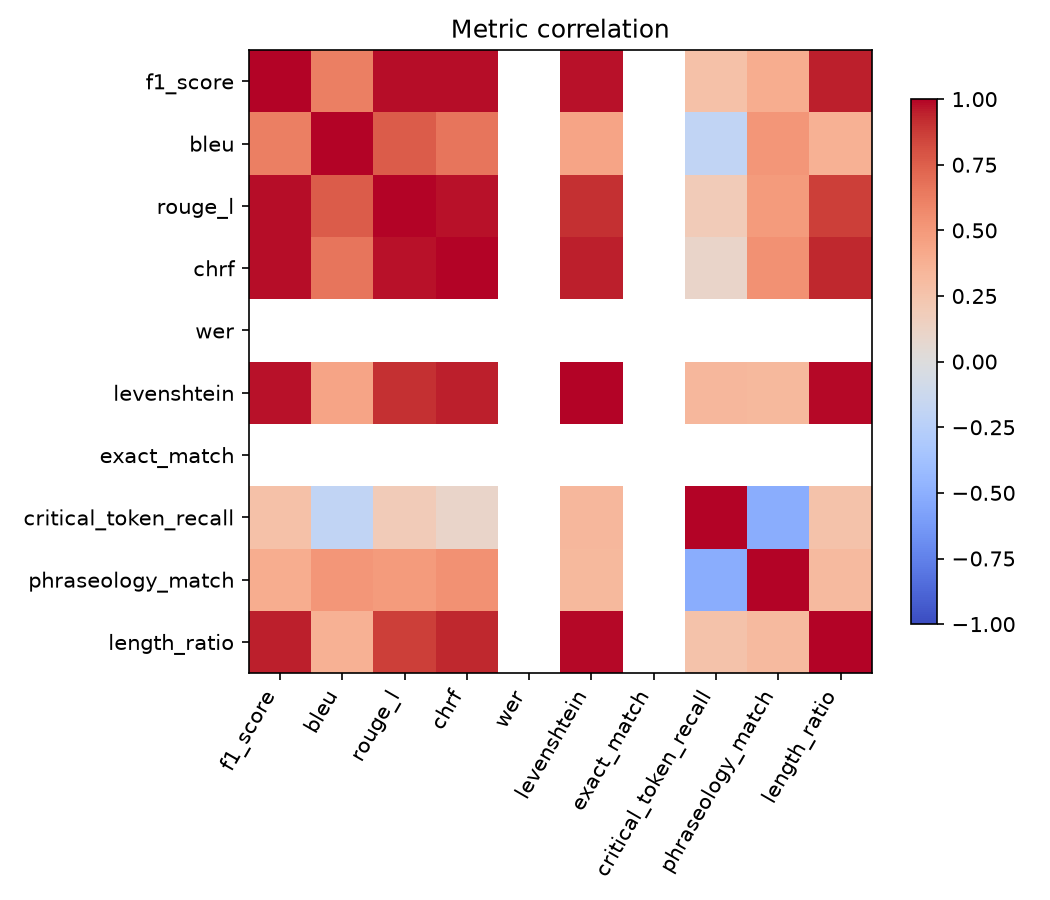 Metric correlation
f1_score
bleu
rouge_l
chrf
wer
levenshtein
exact_match
critical_token_recall
phraseology_match
length_ratio
f1_score
bleu
rouge_l
chrf
wer
levenshtein
exact_match
critical_token_recall
phraseology_match
length_ratio
1.00
0.75
0.50
0.25
0.00
−0.25
−0.50
−0.75
−1.00